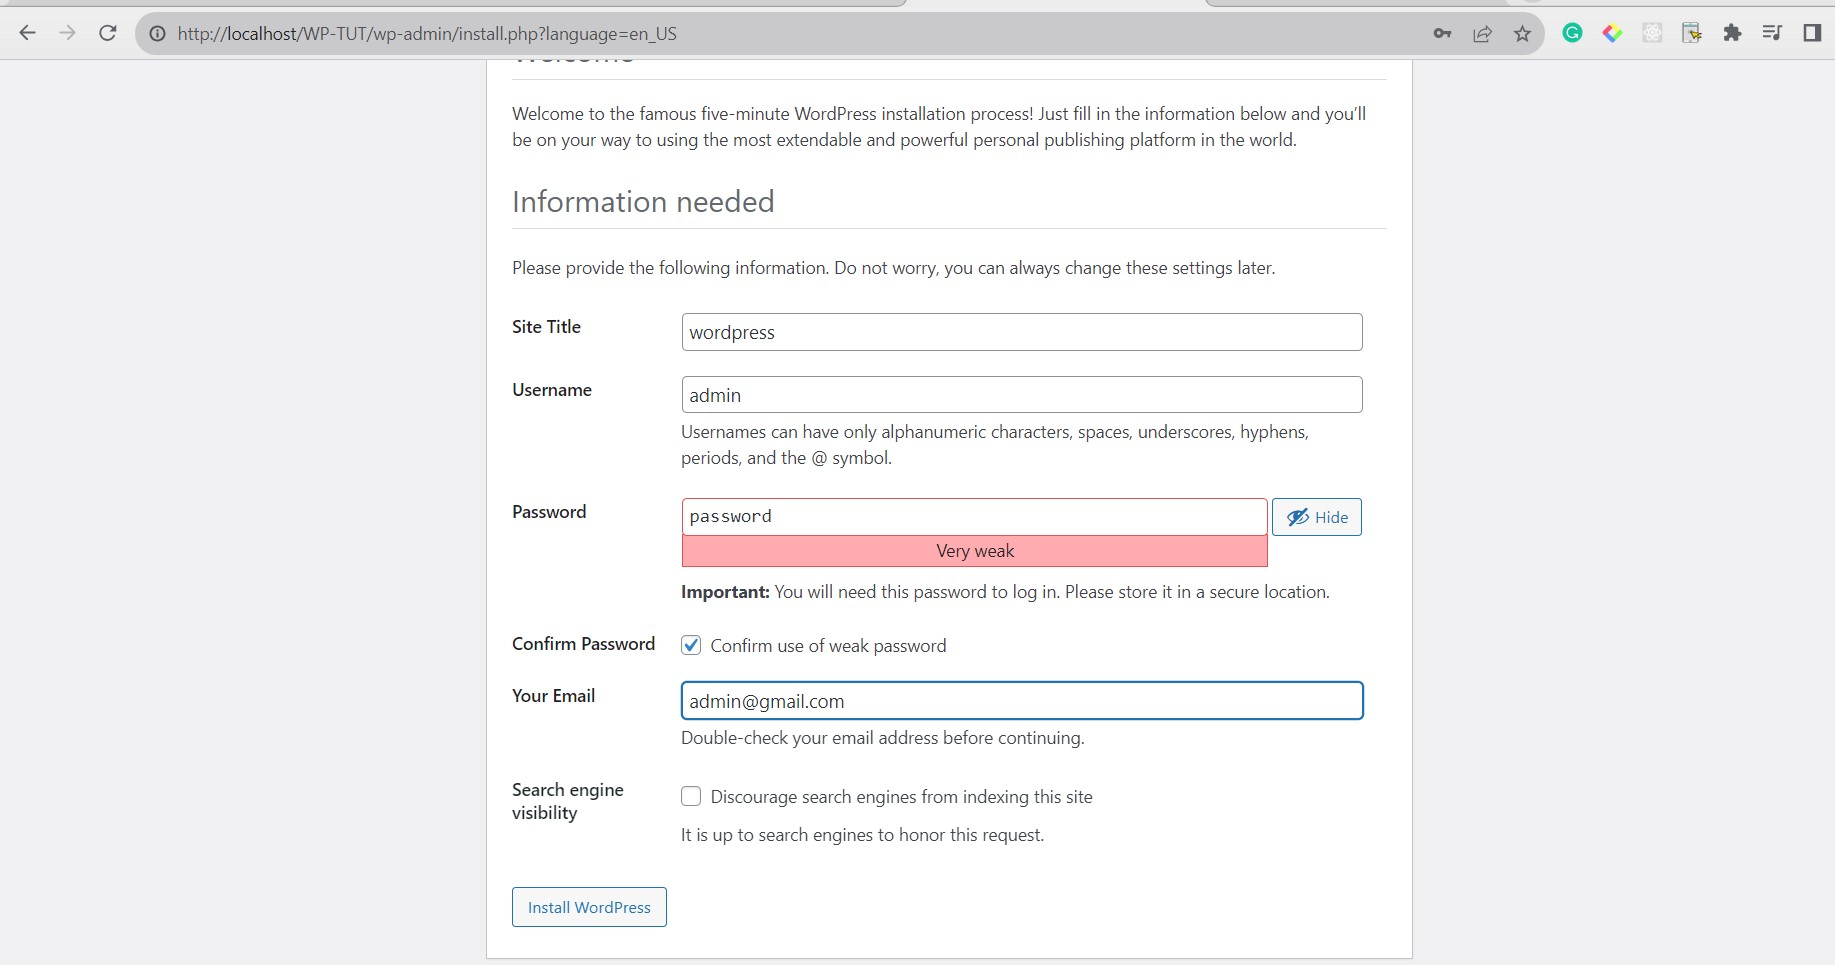 http://localhost/WP-TUT/wp-admin/install.php?language=en_US
Welcome
Welcome to the famous five-minute WordPress installation process! Just fill in the information below and you’ll
be on your way to using the most extendable and powerful personal publishing platform in the world.
Information needed
Please provide the following information. Do not worry, you can always change these settings later.
Site Title
wordpress
Username
admin
Usernames can have only alphanumeric characters, spaces, underscores, hyphens,
periods, and the @ symbol.
Password
password
Hide
Very weak
Important: You will need this password to log in. Please store it in a secure location.
Confirm Password
Confirm use of weak password
Your Email
admin@gmail.com
Double-check your email address before continuing.
Search engine
visibility
Discourage search engines from indexing this site
It is up to search engines to honor this request.
Install WordPress